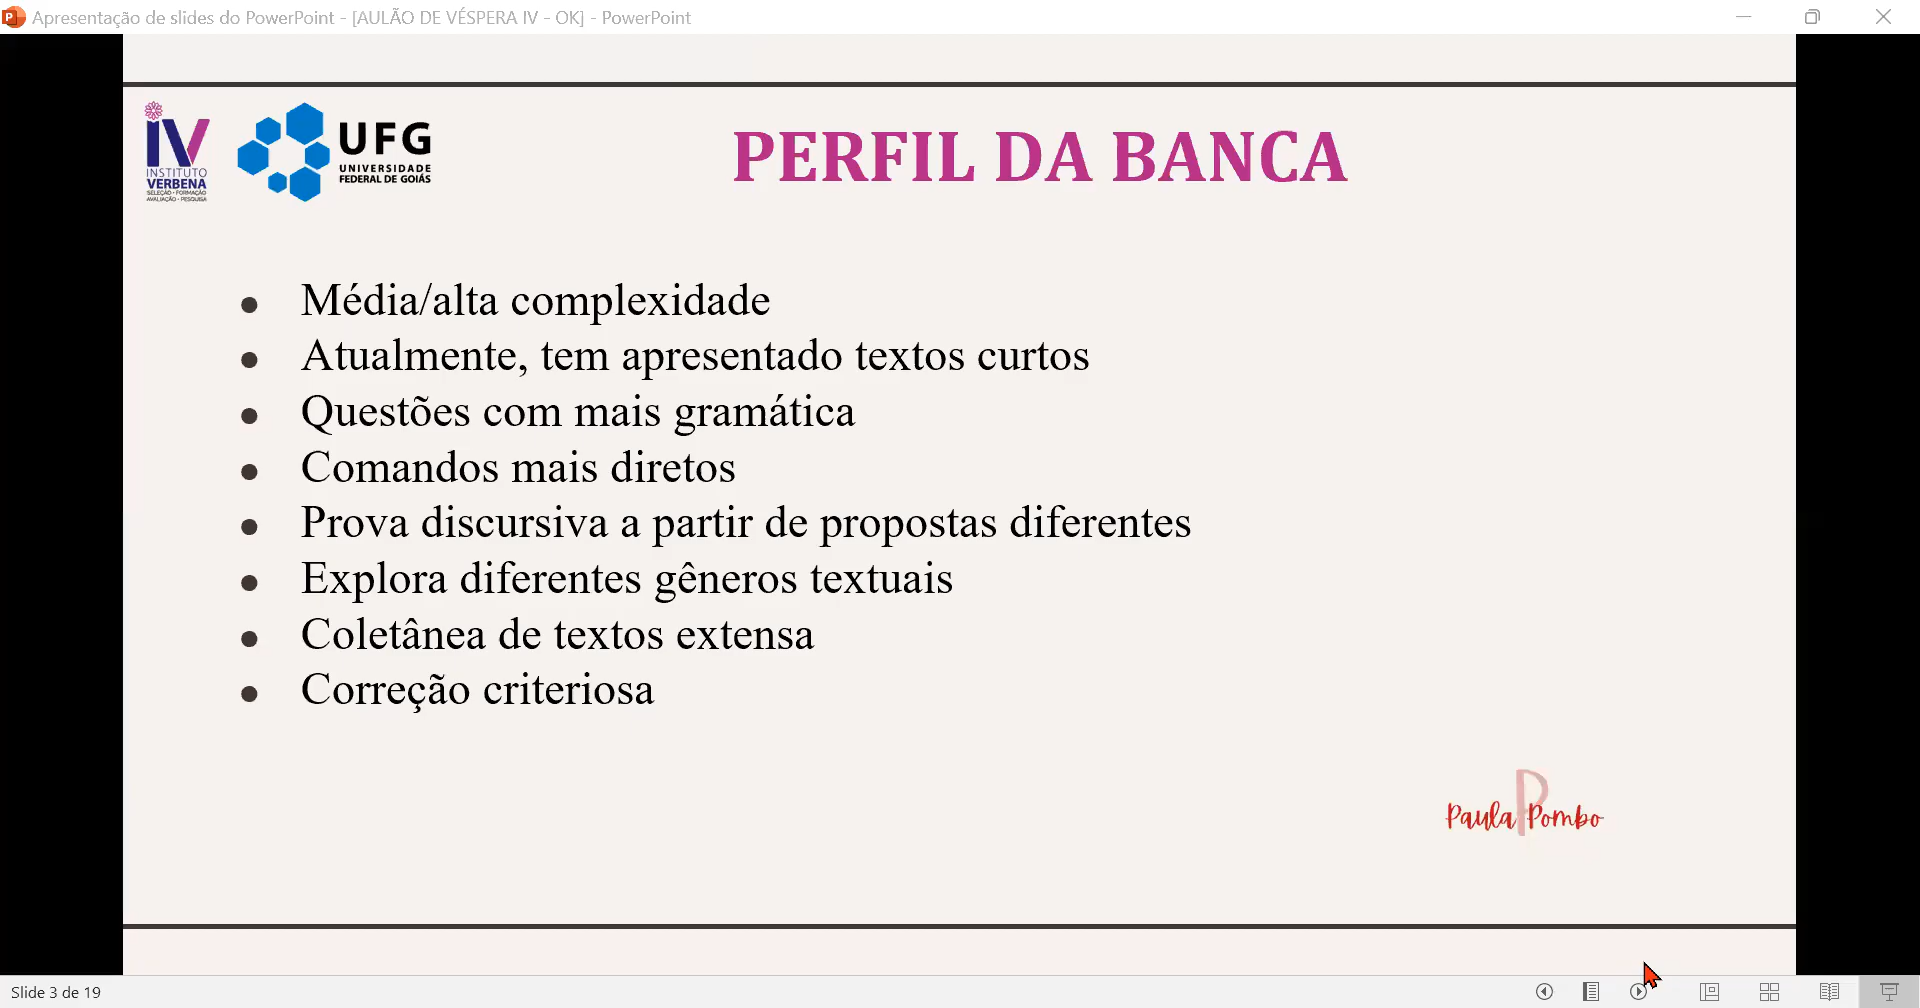 Apresentação de slides do PowerPoint - [AULÃO DE VÉSPERA IV - OK] - PowerPoint
IV
INSTITUTO
VERBENA
SELEÇÃO - FORMAÇÃO
AVALIAÇÃO - PESQUISA
UFG
UNIVERSIDADE
FEDERAL DE GOIÁS
PERFIL DA BANCA
● Média/alta complexidade
● Atualmente, tem apresentado textos curtos
● Questões com mais gramática
● Comandos mais diretos
● Prova discursiva a partir de propostas diferentes
● Explora diferentes gêneros textuais
● Coletânea de textos extensa
● Correção criteriosa
P
Paula Pombo
Slide 3 de 19